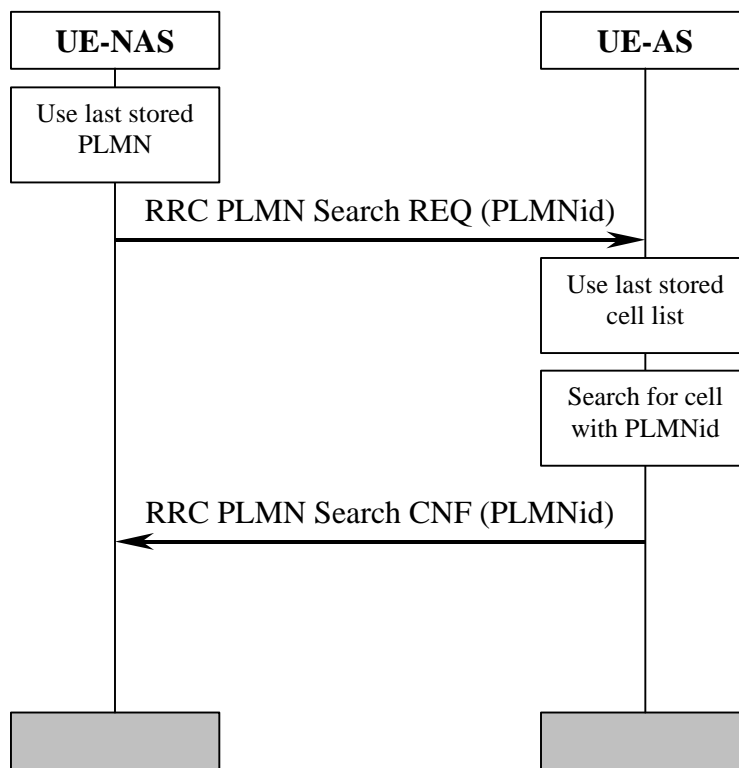 UE-NAS
UE-AS
Use last stored
PLMN
RRC PLMN Search REQ (PLMNid)
Use last stored
cell list
Search for cell
with PLMNid
RRC PLMN Search CNF (PLMNid)